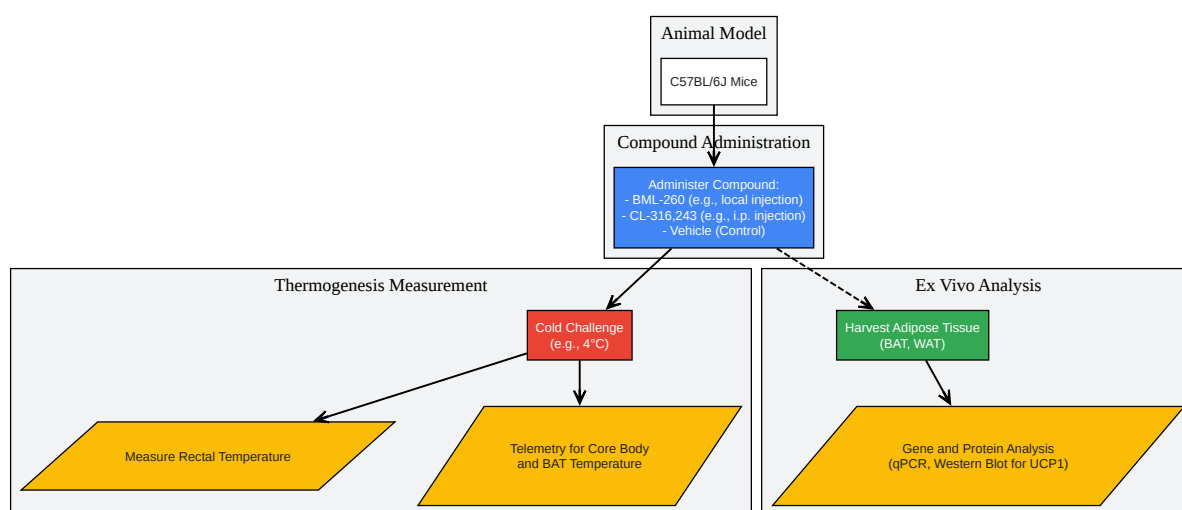 Animal Model
C57BL/6J Mice
Compound Administration
Administer Compound:
- BML-260 (e.g., local injection)
- CL-316,243 (e.g., i.p. injection)
- Vehicle (Control)
Thermogenesis Measurement
Cold Challenge
(e.g., 4°C)
Measure Rectal Temperature
Telemetry for Core Body
and BAT Temperature
Ex Vivo Analysis
Harvest Adipose Tissue
(BAT, WAT)
Gene and Protein Analysis
(qPCR, Western Blot for UCP1)